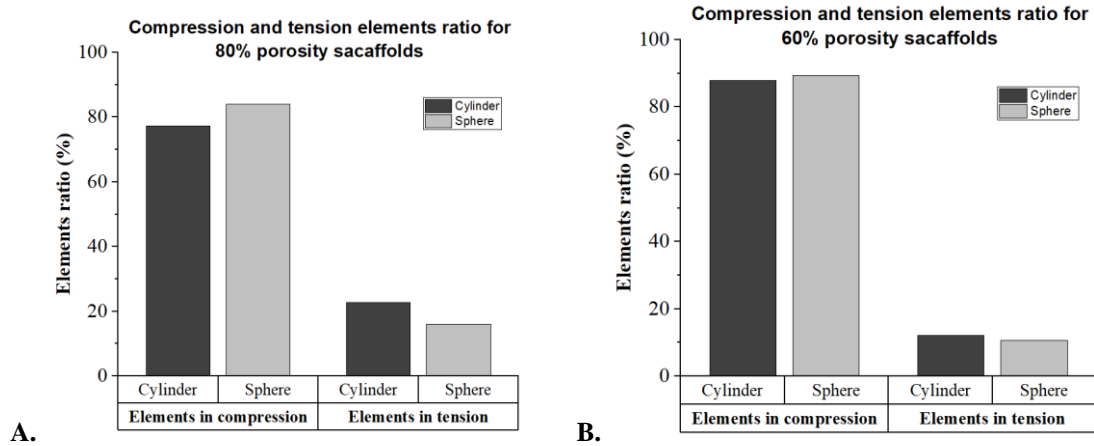 Compression and tension elements ratio for
80% porosity sacaffolds
Elements ratio (%)
100
80
60
40
20
0
Cylinder
Sphere
Cylinder Sphere Cylinder Sphere
Elements in compression Elements in tension
A.
Compression and tension elements ratio for
60% porosity sacaffolds
Elements ratio (%)
100
80
60
40
20
0
Cylinder
Sphere
Cylinder Sphere Cylinder Sphere
Elements in compression Elements in tension
B.